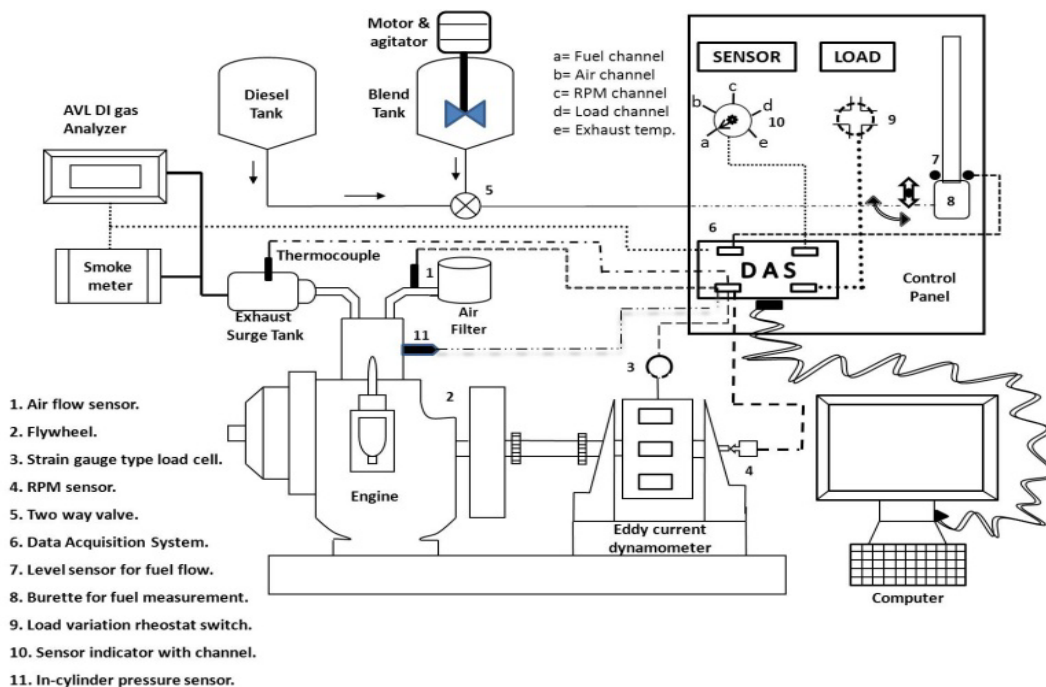 Motor &
agitator
Diesel
Tank
Blend
Tank
a= Fuel channel
b= Air channel
c= RPM channel
d= Load channel
e= Exhaust temp.
SENSOR
LOAD
c
b
d
a
10
e
9
7
8
AVL DI gas
Analyzer
5
6
Smoke
meter
Thermocouple
1
DAS
Control
Panel
Exhaust
Surge Tank
Air
Filter
11
3
2
4
Engine
Eddy current
dynamometer
Computer
1. Air flow sensor.
2. Flywheel.
3. Strain gauge type load cell.
4. RPM sensor.
5. Two way valve.
6. Data Acquisition System.
7. Level sensor for fuel flow.
8. Burette for fuel measurement.
9. Load variation rheostat switch.
10. Sensor indicator with channel.
11. In-cylinder pressure sensor.